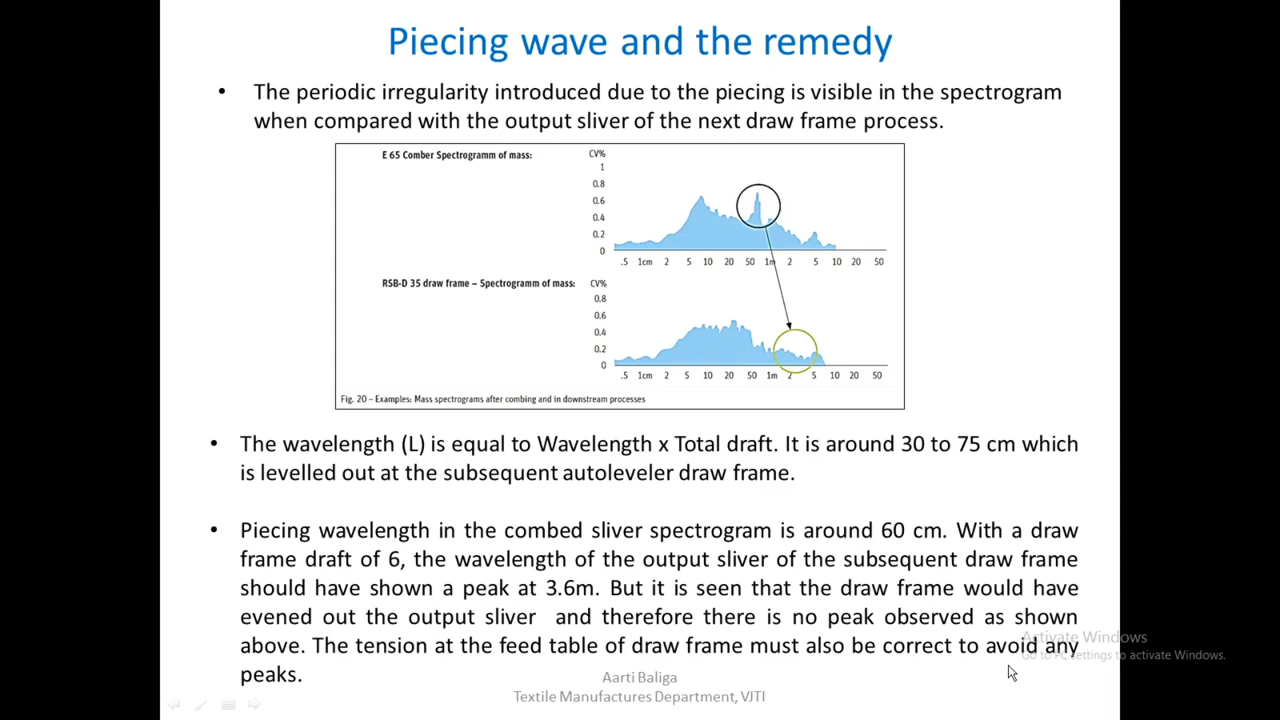 Piecing wave and the remedy
• The periodic irregularity introduced due to the piecing is visible in the spectrogram
when compared with the output sliver of the next draw frame process.
E 65 Comber Spectrogramm of mass:
CV%
1
0.8
0.6
0.4
0.2
0
.5 1cm 2 5 10 20 50 1m 2 5 10 20 50
RSB-D 35 draw frame – Spectrogramm of mass:
CV%
0.8
0.6
0.4
0.2
0
.5 1cm 2 5 10 20 50 1m 2 5 10 20 50
Fig. 20 – Examples: Mass spectrograms after combing and in downstream processes
• The wavelength (L) is equal to Wavelength x Total draft. It is around 30 to 75 cm which
is levelled out at the subsequent autoleveler draw frame.
• Piecing wavelength in the combed sliver spectrogram is around 60 cm. With a draw
frame draft of 6, the wavelength of the output sliver of the subsequent draw frame
should have shown a peak at 3.6m. But it is seen that the draw frame would have
evened out the output sliver and therefore there is no peak observed as shown
above. The tension at the feed table of draw frame must also be correct to avoid any
peaks.
Activate Windows
Go to PC settings to activate Windows.
Aarti Baliga
Textile Manufactures Department, VJTI